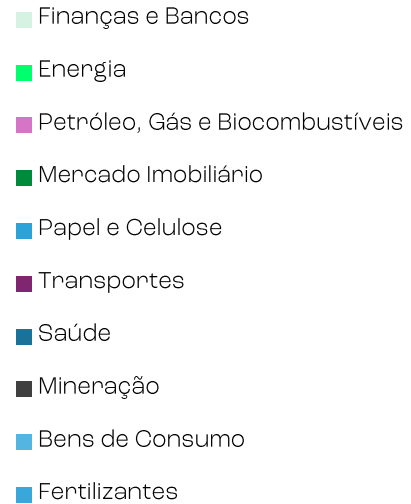 Finanças e Bancos
Energia
Petróleo, Gás e Biocombustíveis
Mercado Imobiliário
Papel e Celulose
Transportes
Saúde
Mineração
Bens de Consumo
Fertilizantes